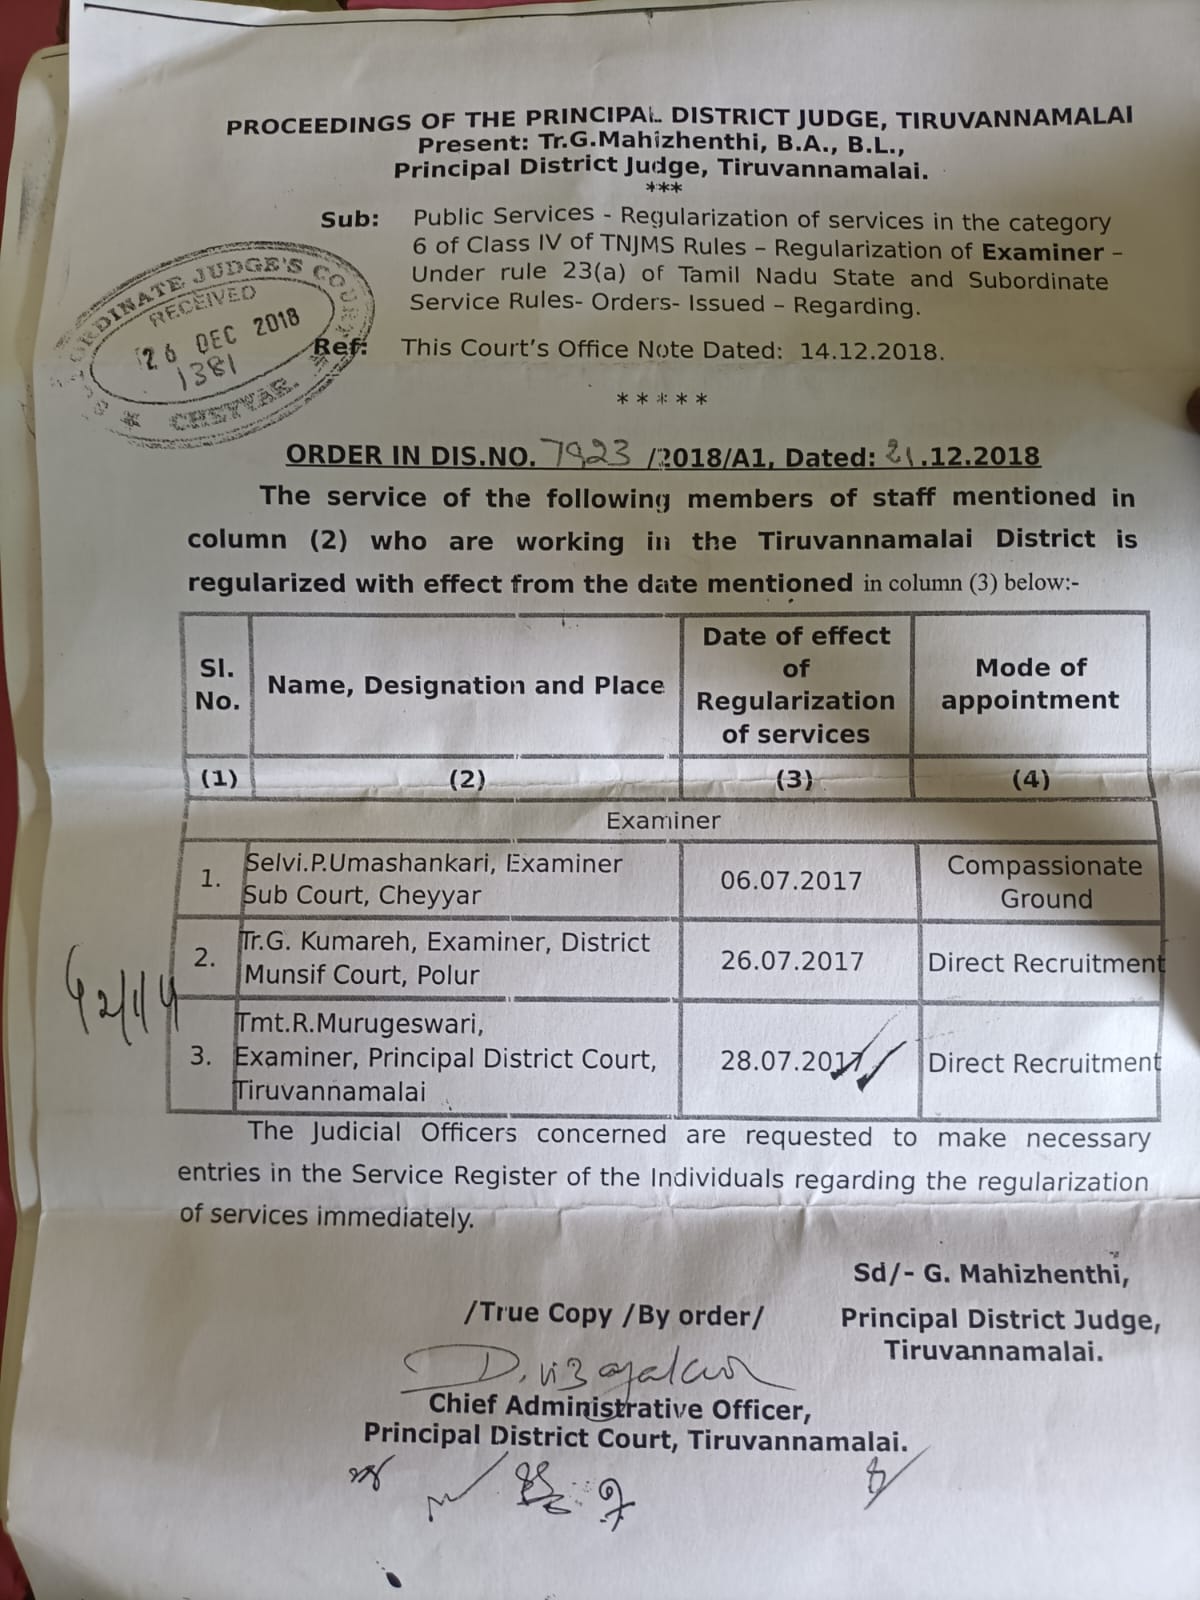 PROCEEDINGS OF THE PRINCIPAL DISTRICT JUDGE, TIRUVANNAMALAI
Present: Tr.G.Mahizhenthi, B.A., B.L.,
Principal District Judge, Tiruvannamalai.
***
Sub: Public Services - Regularization of services in the category
6 of Class IV of TNJMS Rules – Regularization of Examiner –
Under rule 23(a) of Tamil Nadu State and Subordinate
Service Rules- Orders- Issued – Regarding.
ORDINATE JUDGE'S COURT
RECEIVED
26 DEC 2018
1381
CHEYYAR.
Ref: This Court's Office Note Dated: 14.12.2018.
*****
ORDER IN DIS.NO. 7923 /2018/A1, Dated: 21.12.2018
The service of the following members of staff mentioned in
column (2) who are working in the Tiruvannamalai District is
regularized with effect from the date mentioned in column (3) below:-
Sl.
No.
Name, Designation and Place
Date of effect
of
Regularization
of services
Mode of
appointment
(1) (2) (3) (4)
Examiner
1.
Selvi.P.Umashankari, Examiner
Sub Court, Cheyyar
06.07.2017
Compassionate
Ground
2.
Tr.G. Kumareh, Examiner, District
Munsif Court, Polur
26.07.2017
Direct Recruitment
3.
Tmt.R.Murugeswari,
Examiner, Principal District Court,
Tiruvannamalai
28.07.2017
Direct Recruitment
The Judicial Officers concerned are requested to make necessary
entries in the Service Register of the Individuals regarding the regularization
of services immediately.
Sd/- G. Mahizhenthi,
Principal District Judge,
Tiruvannamalai.
/True Copy /By order/
Chief Administrative Officer,
Principal District Court, Tiruvannamalai.